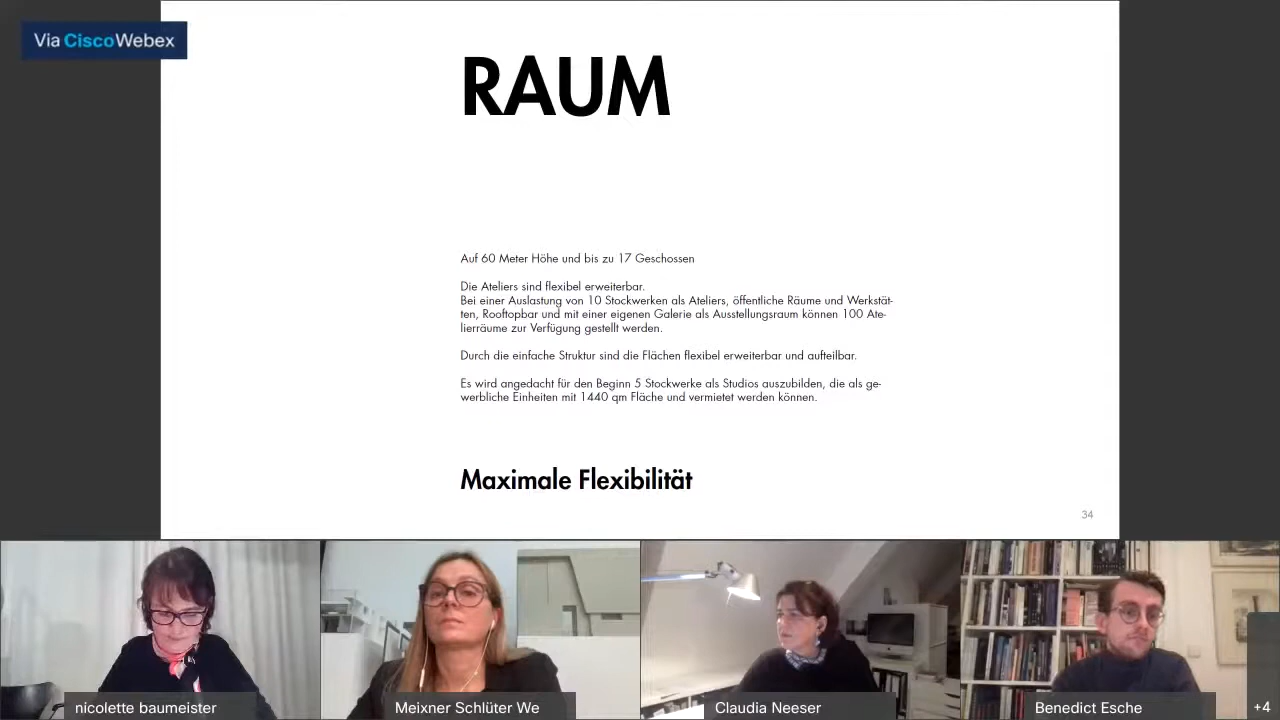 Via CiscoWebex
RAUM
Auf 60 Meter Höhe und bis zu 17 Geschossen
Die Ateliers sind flexibel erweiterbar.
Bei einer Auslastung von 10 Stockwerken als Ateliers, öffentliche Räume und Werkstät-
ten, Rooftopbar und mit einer eigenen Galerie als Ausstellungsraum können 100 Ate-
lierräume zur Verfügung gestellt werden.
Durch die einfache Struktur sind die Flächen flexibel erweiterbar und aufteilbar.
Es wird angedacht für den Beginn 5 Stockwerke als Studios auszubilden, die als ge-
werbliche Einheiten mit 1440 qm Fläche und vermietet werden können.
Maximale Flexibilität
34
nicolette baumeister
Meixner Schlüter We
Claudia Neeser
Benedict Esche
+4